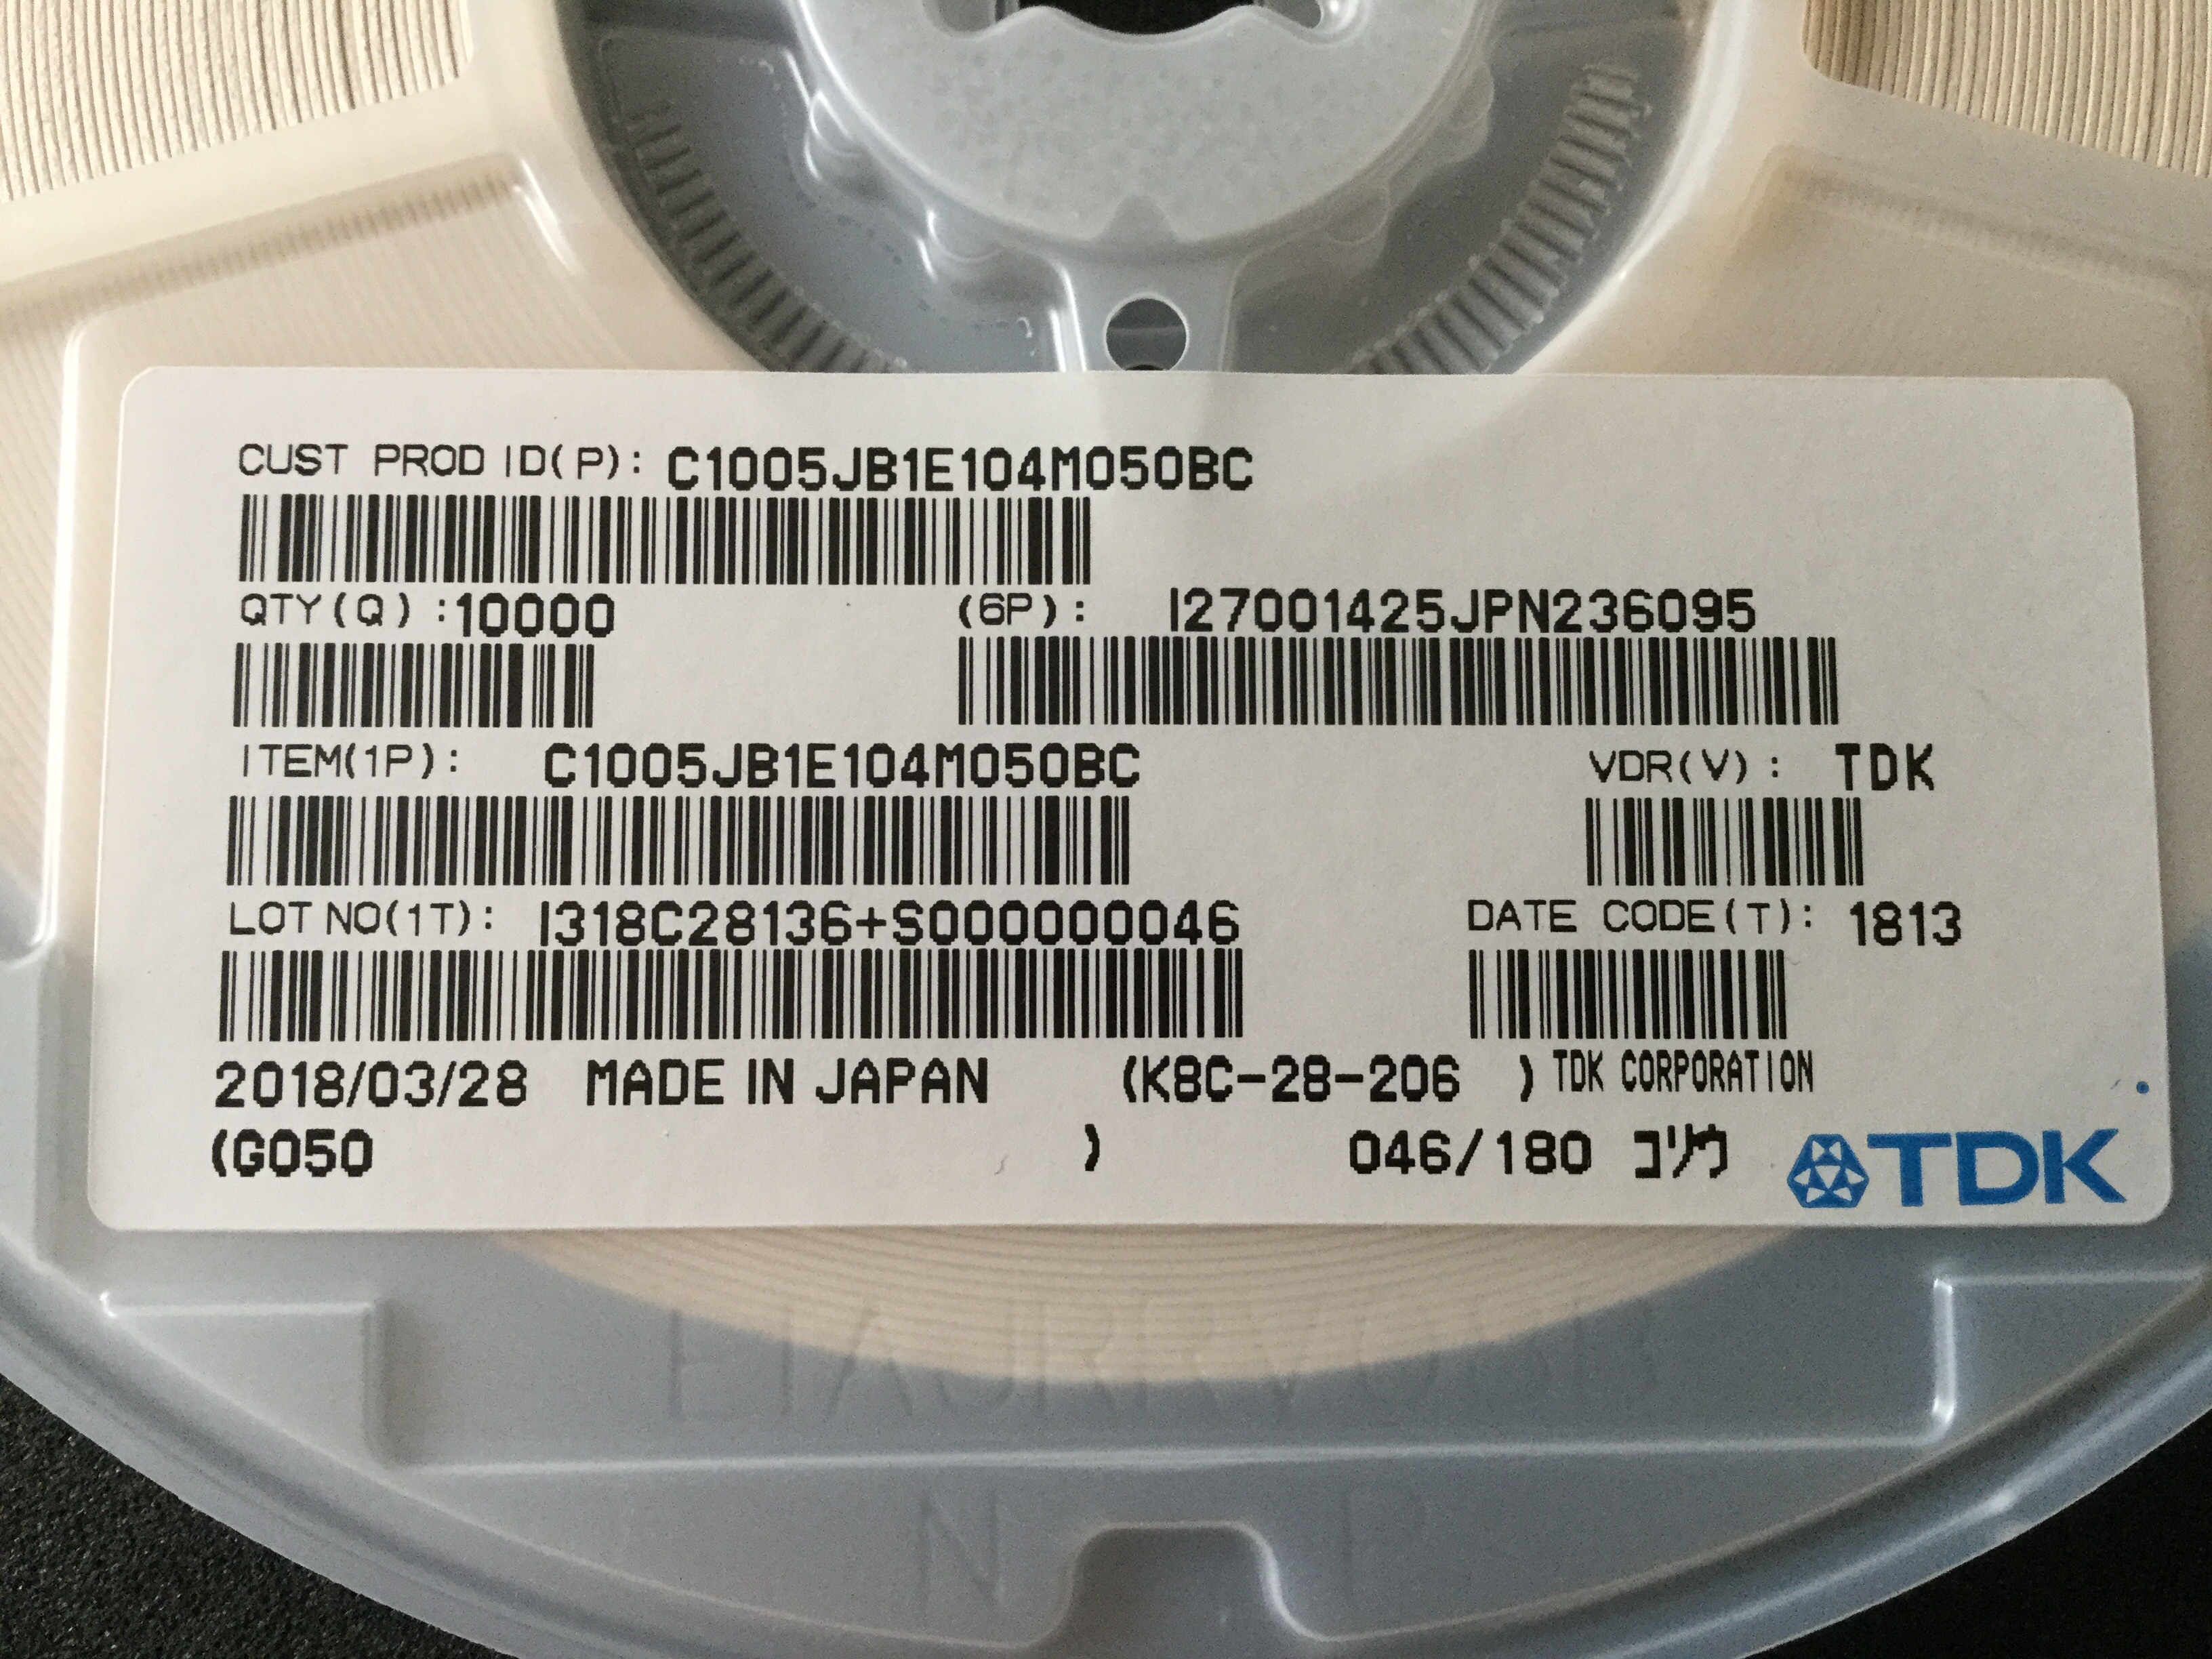 CUST PROD ID(P): C1005JB1E104M050BC
QTY(Q) :10000 (6P): I27001425JPN236095
ITEM(1P): C1005JB1E104M050BC VDR(V): TDK
LOT NO(1T): I318C28136+S000000046 DATE CODE(T): 1813
2018/03/28 MADE IN JAPAN (K8C-28-206 ) TDK CORPORATION
(G050 ) 046/180 コリウ TDK
N P